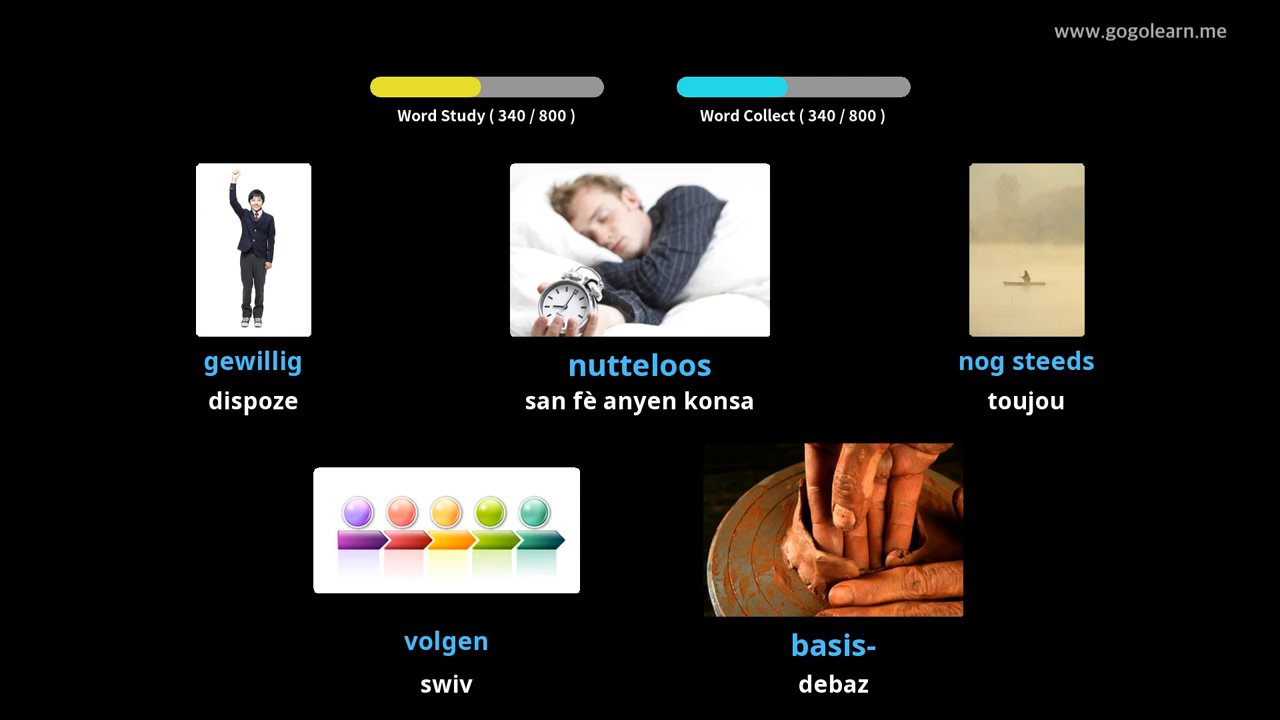 www.gogolearn.me
Word Study ( 340 / 800 )
Word Collect ( 340 / 800 )
gewillig
dispoze
nutteloos
san fè anyen konsa
nog steeds
toujou
volgen
swiv
basis-
debaz